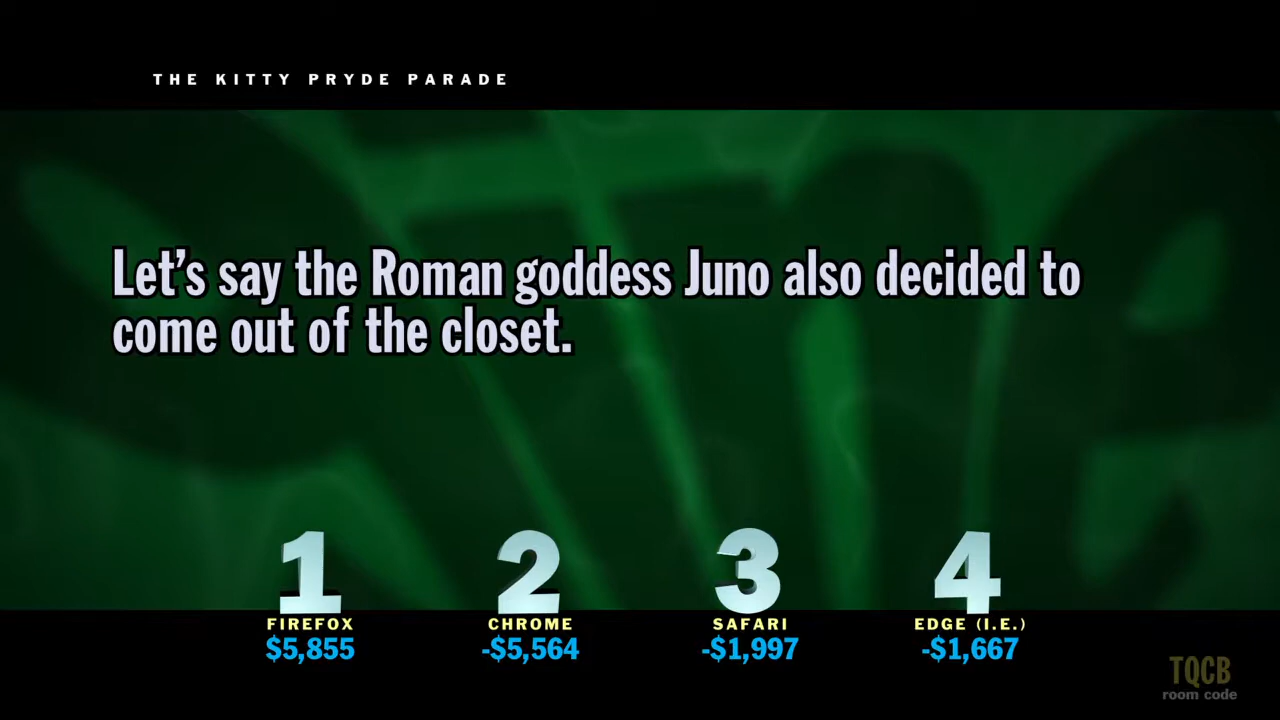 THE KITTY PRYDE PARADE
Let's say the Roman goddess Juno also decided to
come out of the closet.
1 2 3 4
FIREFOX CHROME SAFARI EDGE (I.E.)
$5,855 -$5,564 -$1,997 -$1,667
TQCB
room code